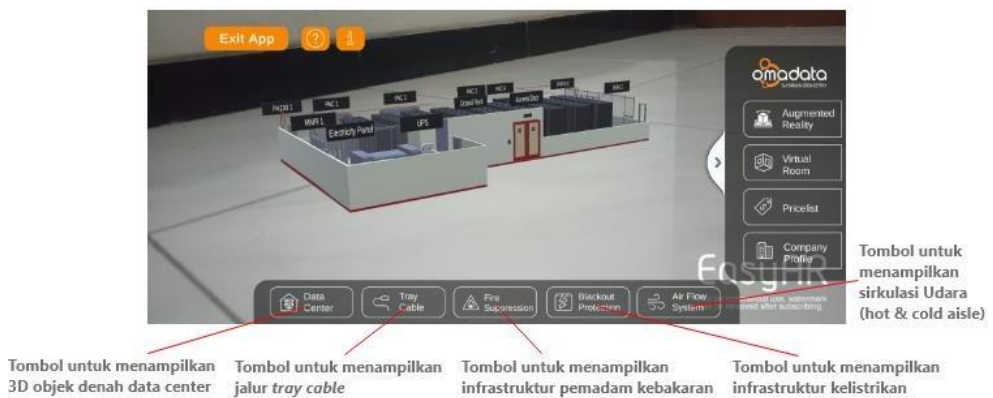 Exit App
?
i
omadata
Augmented
Reality
Virtual
Room
Pricelist
Company
Profile
PAC 1
PAC 2
MMR 1
Electricity Panel
UPS
EasyAR
Data
Center
Tray
Cable
Fire
Suppression
Blackout
Protection
Air Flow
System
Tombol untuk
menampilkan
sirkulasi Udara
(hot & cold aisle)
Tombol untuk menampilkan
3D objek denah data center
Tombol untuk menampilkan
jalur tray cable
Tombol untuk menampilkan
infrastruktur pemadam kebakaran
Tombol untuk menampilkan
infrastruktur kelistrikan